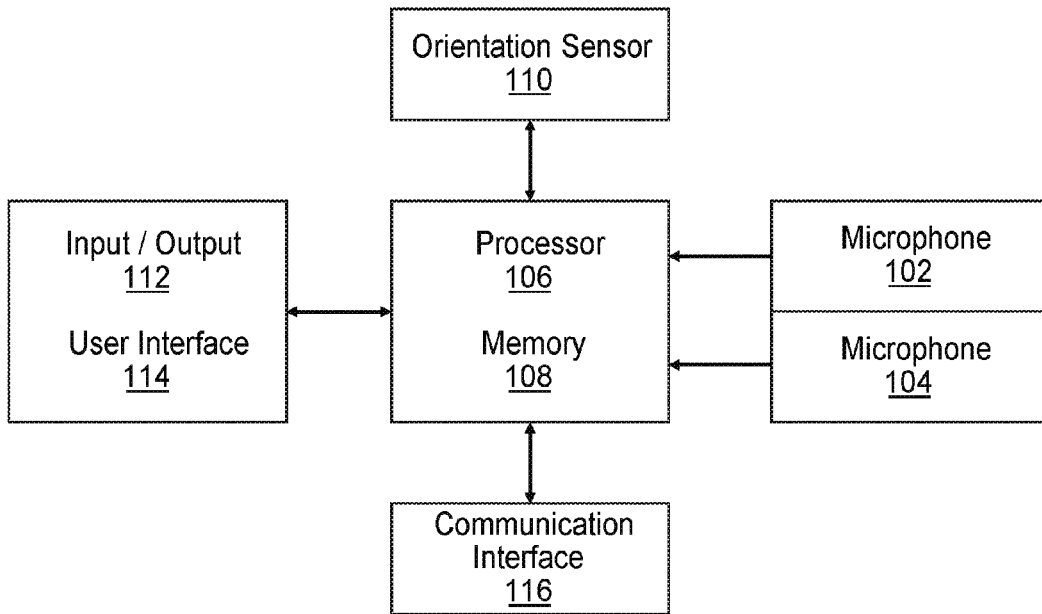 Orientation Sensor
110
Input / Output
112
User Interface
114
Processor
106
Memory
108
Microphone
102
Microphone
104
Communication
Interface
116